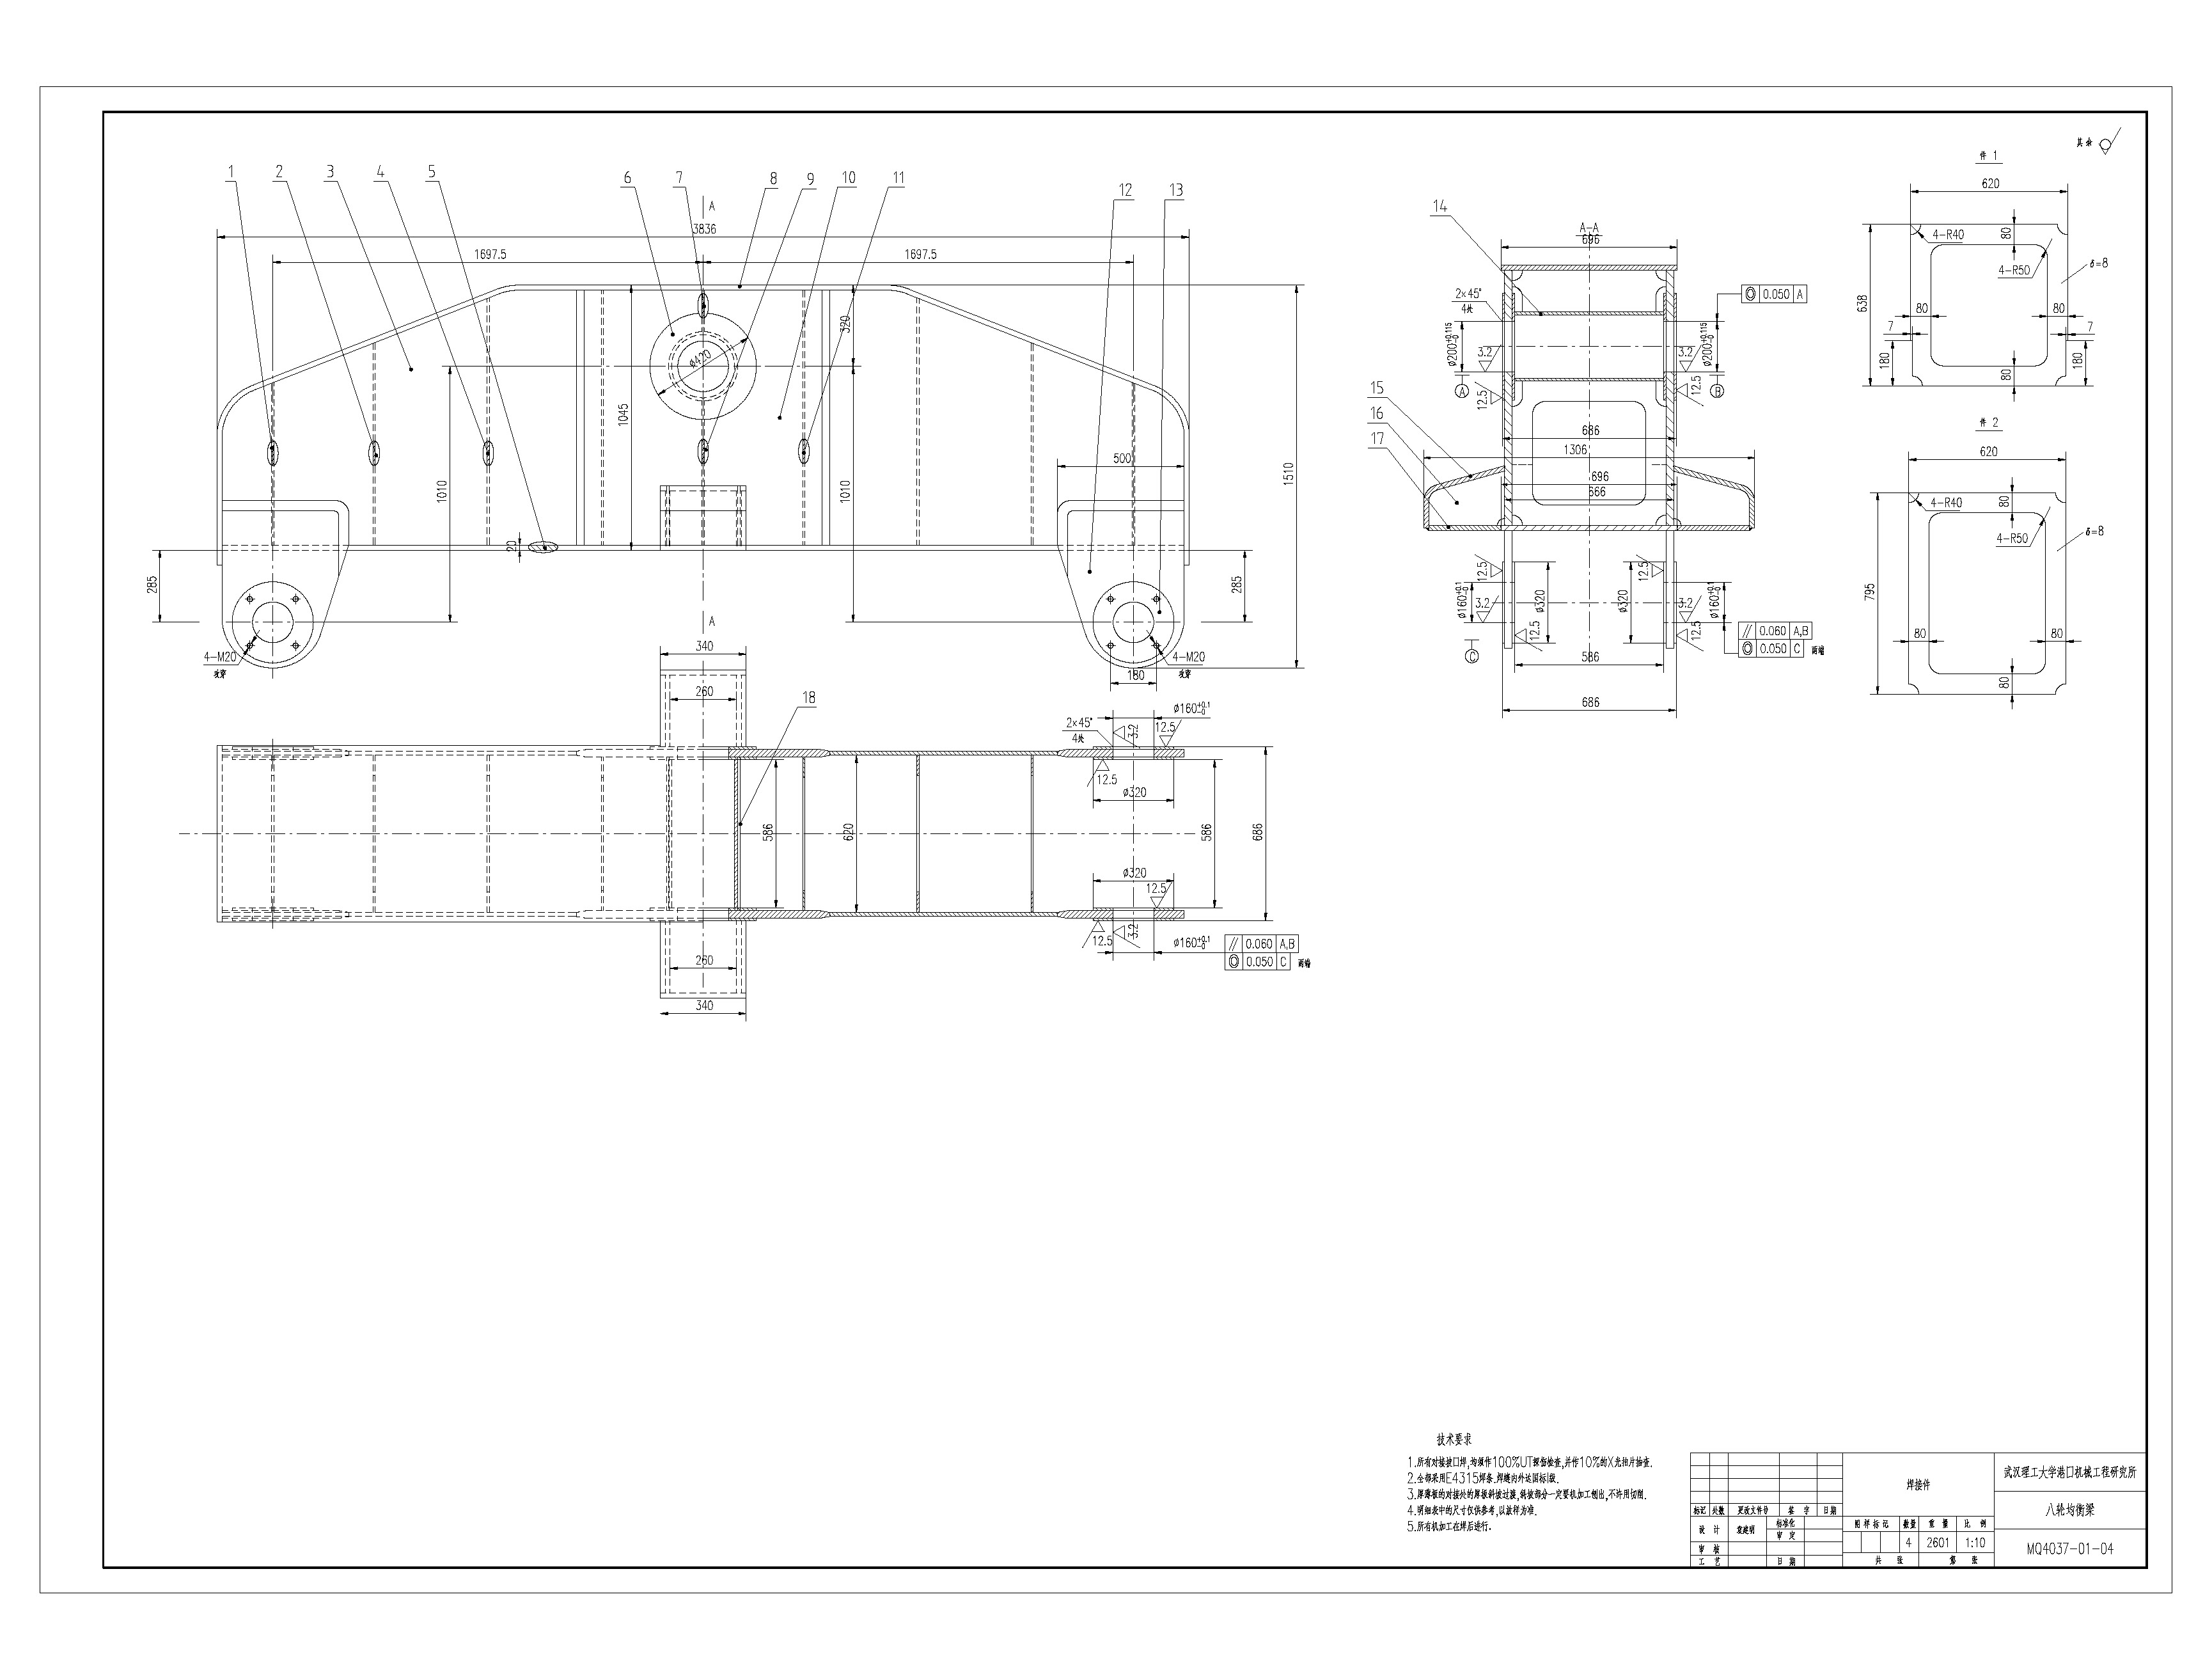 1
2
3
4
5
6
7
8
9
10
11
12
13
A
3836
1697.5
1697.5
ø420
320
1045
1010
1010
500
1510
20
285
285
4-M20
攻穿
4-M20
攻穿
180
A
340
260
18
586
620
2×45°
4处
ø160+0.1 -0
3.2
12.5
12.5
ø320
586
686
ø320
12.5
12.5
3.2
ø160+0.1 -0
// 0.060 A,B
◎ 0.050 C 两端
260
340
14
A-A
696
2×45°
4处
◎ 0.050 A
ø200+0.115 -0
3.2
3.2
ø200+0.115 -0
A
12.5
12.5
B
15
16
17
686
1306
696
666
12.5
12.5
ø160+0.1 -0
3.2
ø320
ø320
3.2
ø160+0.1 -0
12.5
12.5
C
// 0.060 A,B
◎ 0.050 C 两端
586
686
其余
件 1
620
4-R40
80
4-R50
δ=8
638
80
80
7
7
180
180
80
件 2
620
4-R40
80
4-R50
δ=8
795
80
80
80
技术要求
1.所有对接坡口焊,均须作100%UT探伤检查,并作10%的X光拍片抽查.
2.全部采用E4315焊条.焊缝内外达国标I级.
3.厚薄板的对接处的厚板斜坡过渡,斜坡部分一定要机加工刨出,不许用切割.
4.明细表中的尺寸仅供参考,以放样为准.
5.所有机加工在焊后进行.
焊接件
武汉理工大学港口机械工程研究所
八轮均衡梁
MQ4037-01-04
标记 处数 更改文件号 签 字 日期
设 计 标准化
审 定
审 核
工 艺 日 期
图样标记 数量 重 量 比 例
4 2601 1:10
共 张 第 张